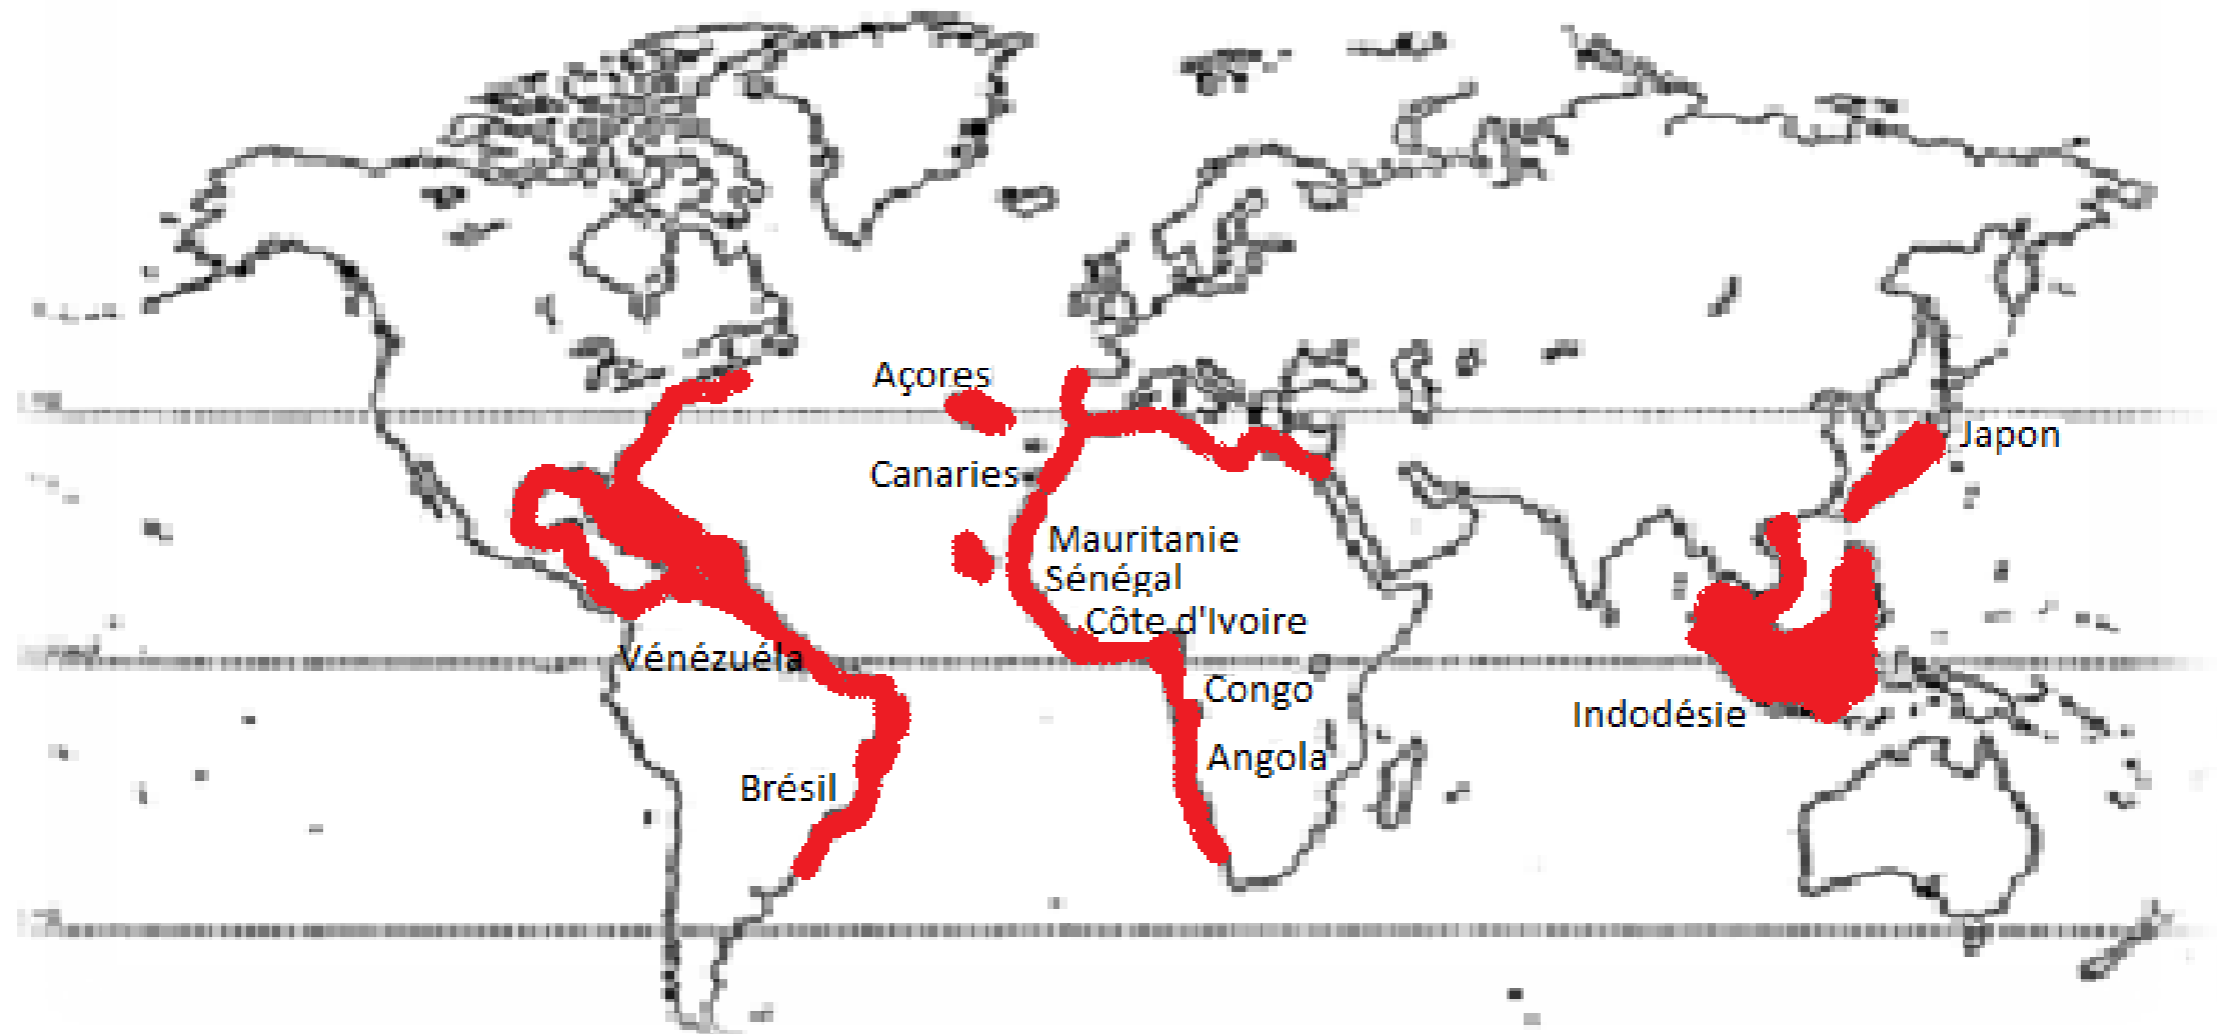 Açores
Japon
Canaries
Mauritanie
Sénégal
Côte d'Ivoire
Vénézuéla
Congo
Indodésie
Angola
Brésil